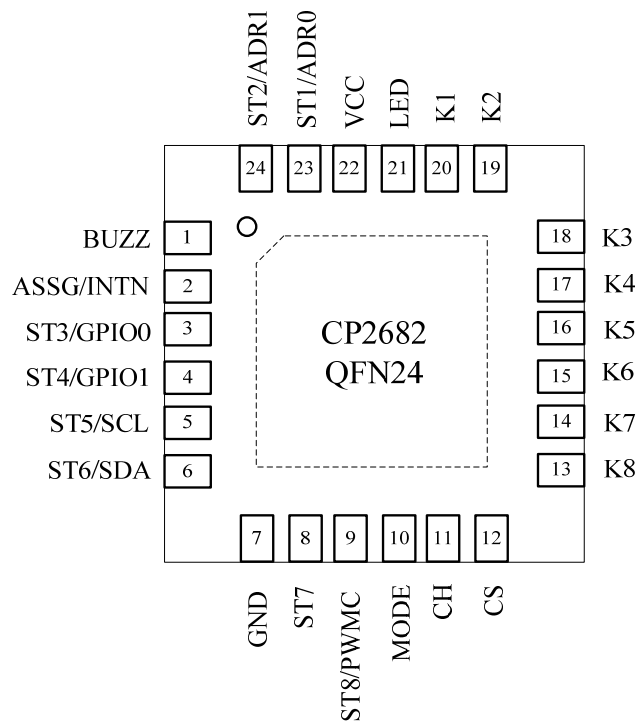 ST2/ADR1
ST1/ADR0
VCC
LED
K1
K2
24
23
22
21
20
19
BUZZ
1
18
K3
ASSG/INTN
2
17
K4
ST3/GPIO0
3
CP2682
16
K5
ST4/GPIO1
4
QFN24
15
K6
ST5/SCL
5
14
K7
ST6/SDA
6
13
K8
7
8
9
10
11
12
GND
ST7
ST8/PWMC
MODE
CH
CS